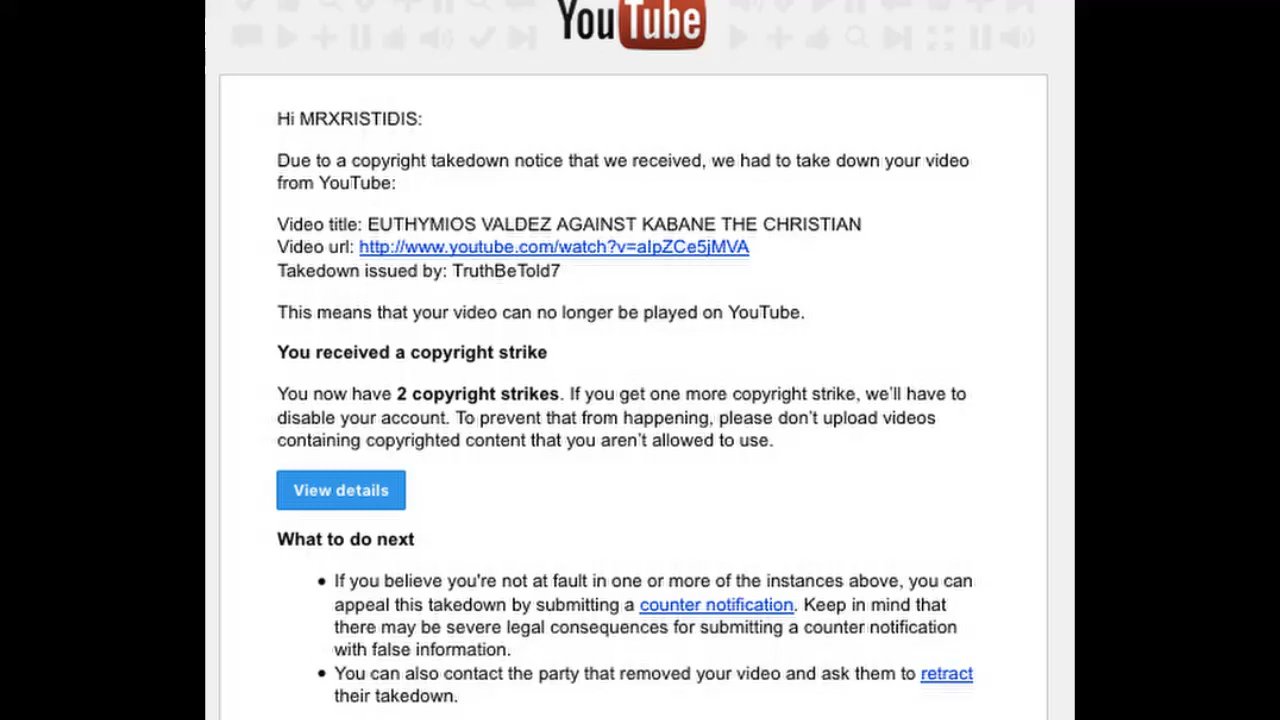 YouTube
Hi MRXRISTIDIS:
Due to a copyright takedown notice that we received, we had to take down your video
from YouTube:
Video title: EUTHYMIOS VALDEZ AGAINST KABANE THE CHRISTIAN
Video url: http://www.youtube.com/watch?v=aIpZCe5jMVA
Takedown issued by: TruthBeTold7
This means that your video can no longer be played on YouTube.
You received a copyright strike
You now have 2 copyright strikes. If you get one more copyright strike, we’ll have to
disable your account. To prevent that from happening, please don’t upload videos
containing copyrighted content that you aren’t allowed to use.
View details
What to do next
• If you believe you're not at fault in one or more of the instances above, you can
appeal this takedown by submitting a counter notification. Keep in mind that
there may be severe legal consequences for submitting a counter notification
with false information.
• You can also contact the party that removed your video and ask them to retract
their takedown.